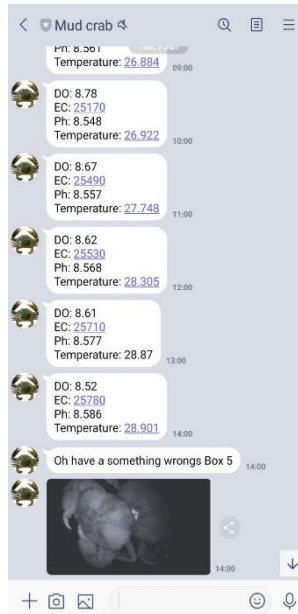 Mud crab
Ph: 8.561
Temperature: 26.884
09:00
DO: 8.78
EC: 25170
Ph: 8.548
Temperature: 26.922
10:00
DO: 8.67
EC: 25490
Ph: 8.557
Temperature: 27.748
11:00
DO: 8.62
EC: 25530
Ph: 8.568
Temperature: 28.305
12:00
DO: 8.61
EC: 25710
Ph: 8.577
Temperature: 28.87
13:00
DO: 8.52
EC: 25780
Ph: 8.586
Temperature: 28.901
14:00
Oh have a something wrongs Box 5
14:00
14:00